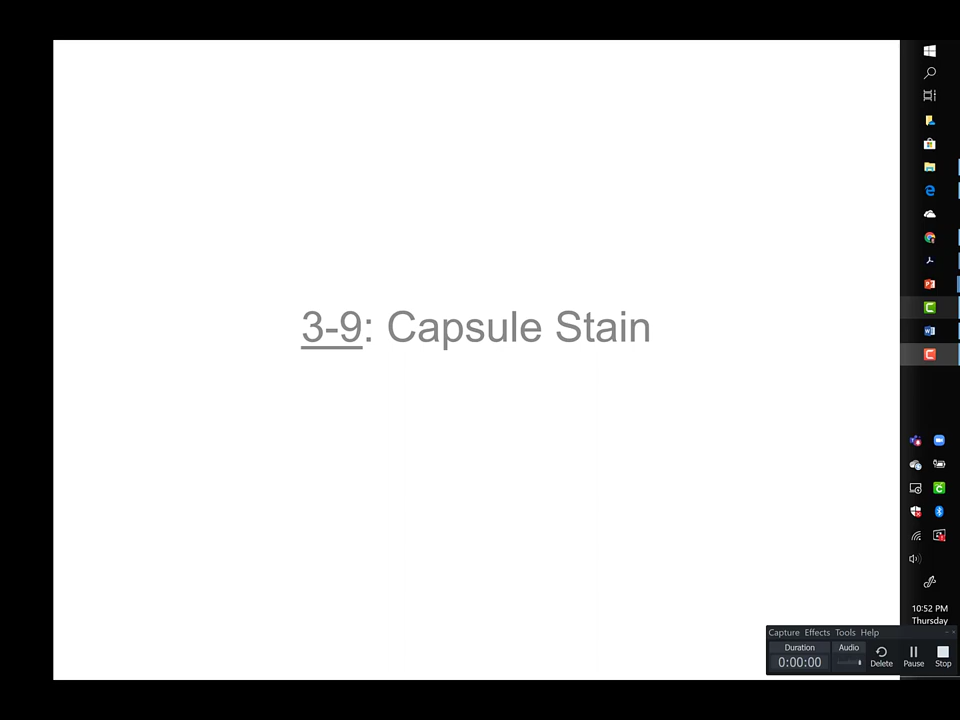 3-9: Capsule Stain
10:52 PM
Thursday
Capture Effects Tools Help
Duration
Audio
0:00:00
Delete
Pause
Stop